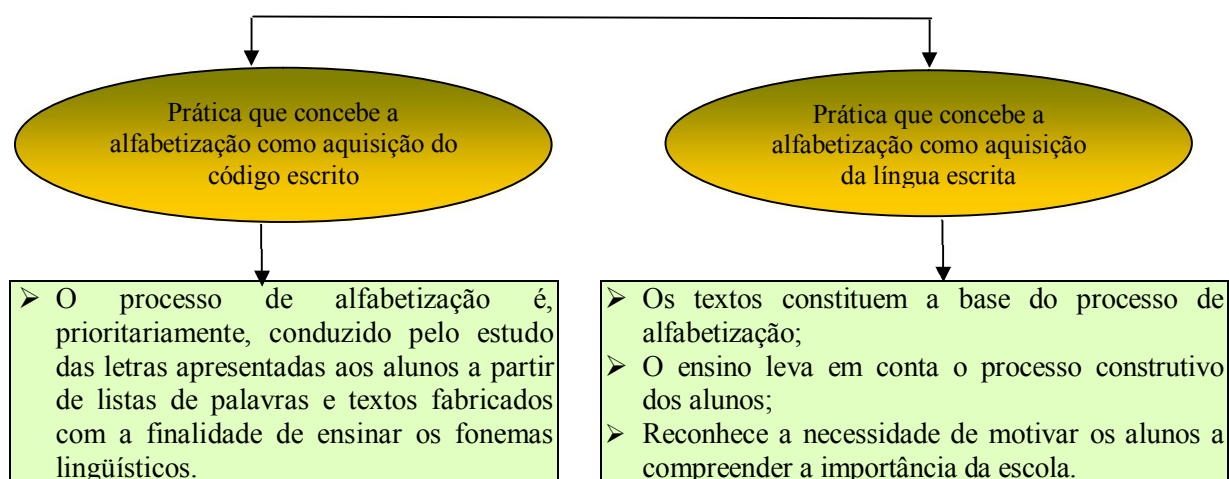 Prática que concebe a
alfabetização como aquisição do
código escrito
Prática que concebe a
alfabetização como aquisição
da língua escrita
➢ O processo de alfabetização é,
prioritariamente, conduzido pelo estudo
das letras apresentadas aos alunos a partir
de listas de palavras e textos fabricados
com a finalidade de ensinar os fonemas
lingüísticos.
➢ Os textos constituem a base do processo de
alfabetização;
➢ O ensino leva em conta o processo construtivo
dos alunos;
➢ Reconhece a necessidade de motivar os alunos a
compreender a importância da escola.